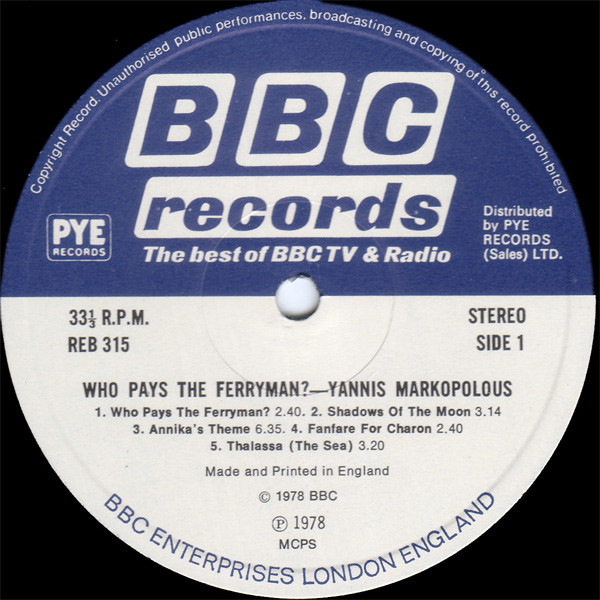 Copyright Record. Unauthorised public performances, broadcasting and copying of this record prohibited
BBC
records
The best of BBC TV & Radio
PYE
RECORDS
Distributed
by PYE
RECORDS
(Sales) LTD.
33⅓ R.P.M.
REB 315
STEREO
SIDE 1
WHO PAYS THE FERRYMAN?—YANNIS MARKOPOLOUS
1. Who Pays The Ferryman? 2.40. 2. Shadows Of The Moon 3.14
3. Annika's Theme 6.35. 4. Fanfare For Charon 2.40
5. Thalassa (The Sea) 3.20
Made and Printed in England
© 1978 BBC
℗ 1978
MCPS
BBC ENTERPRISES LONDON ENGLAND